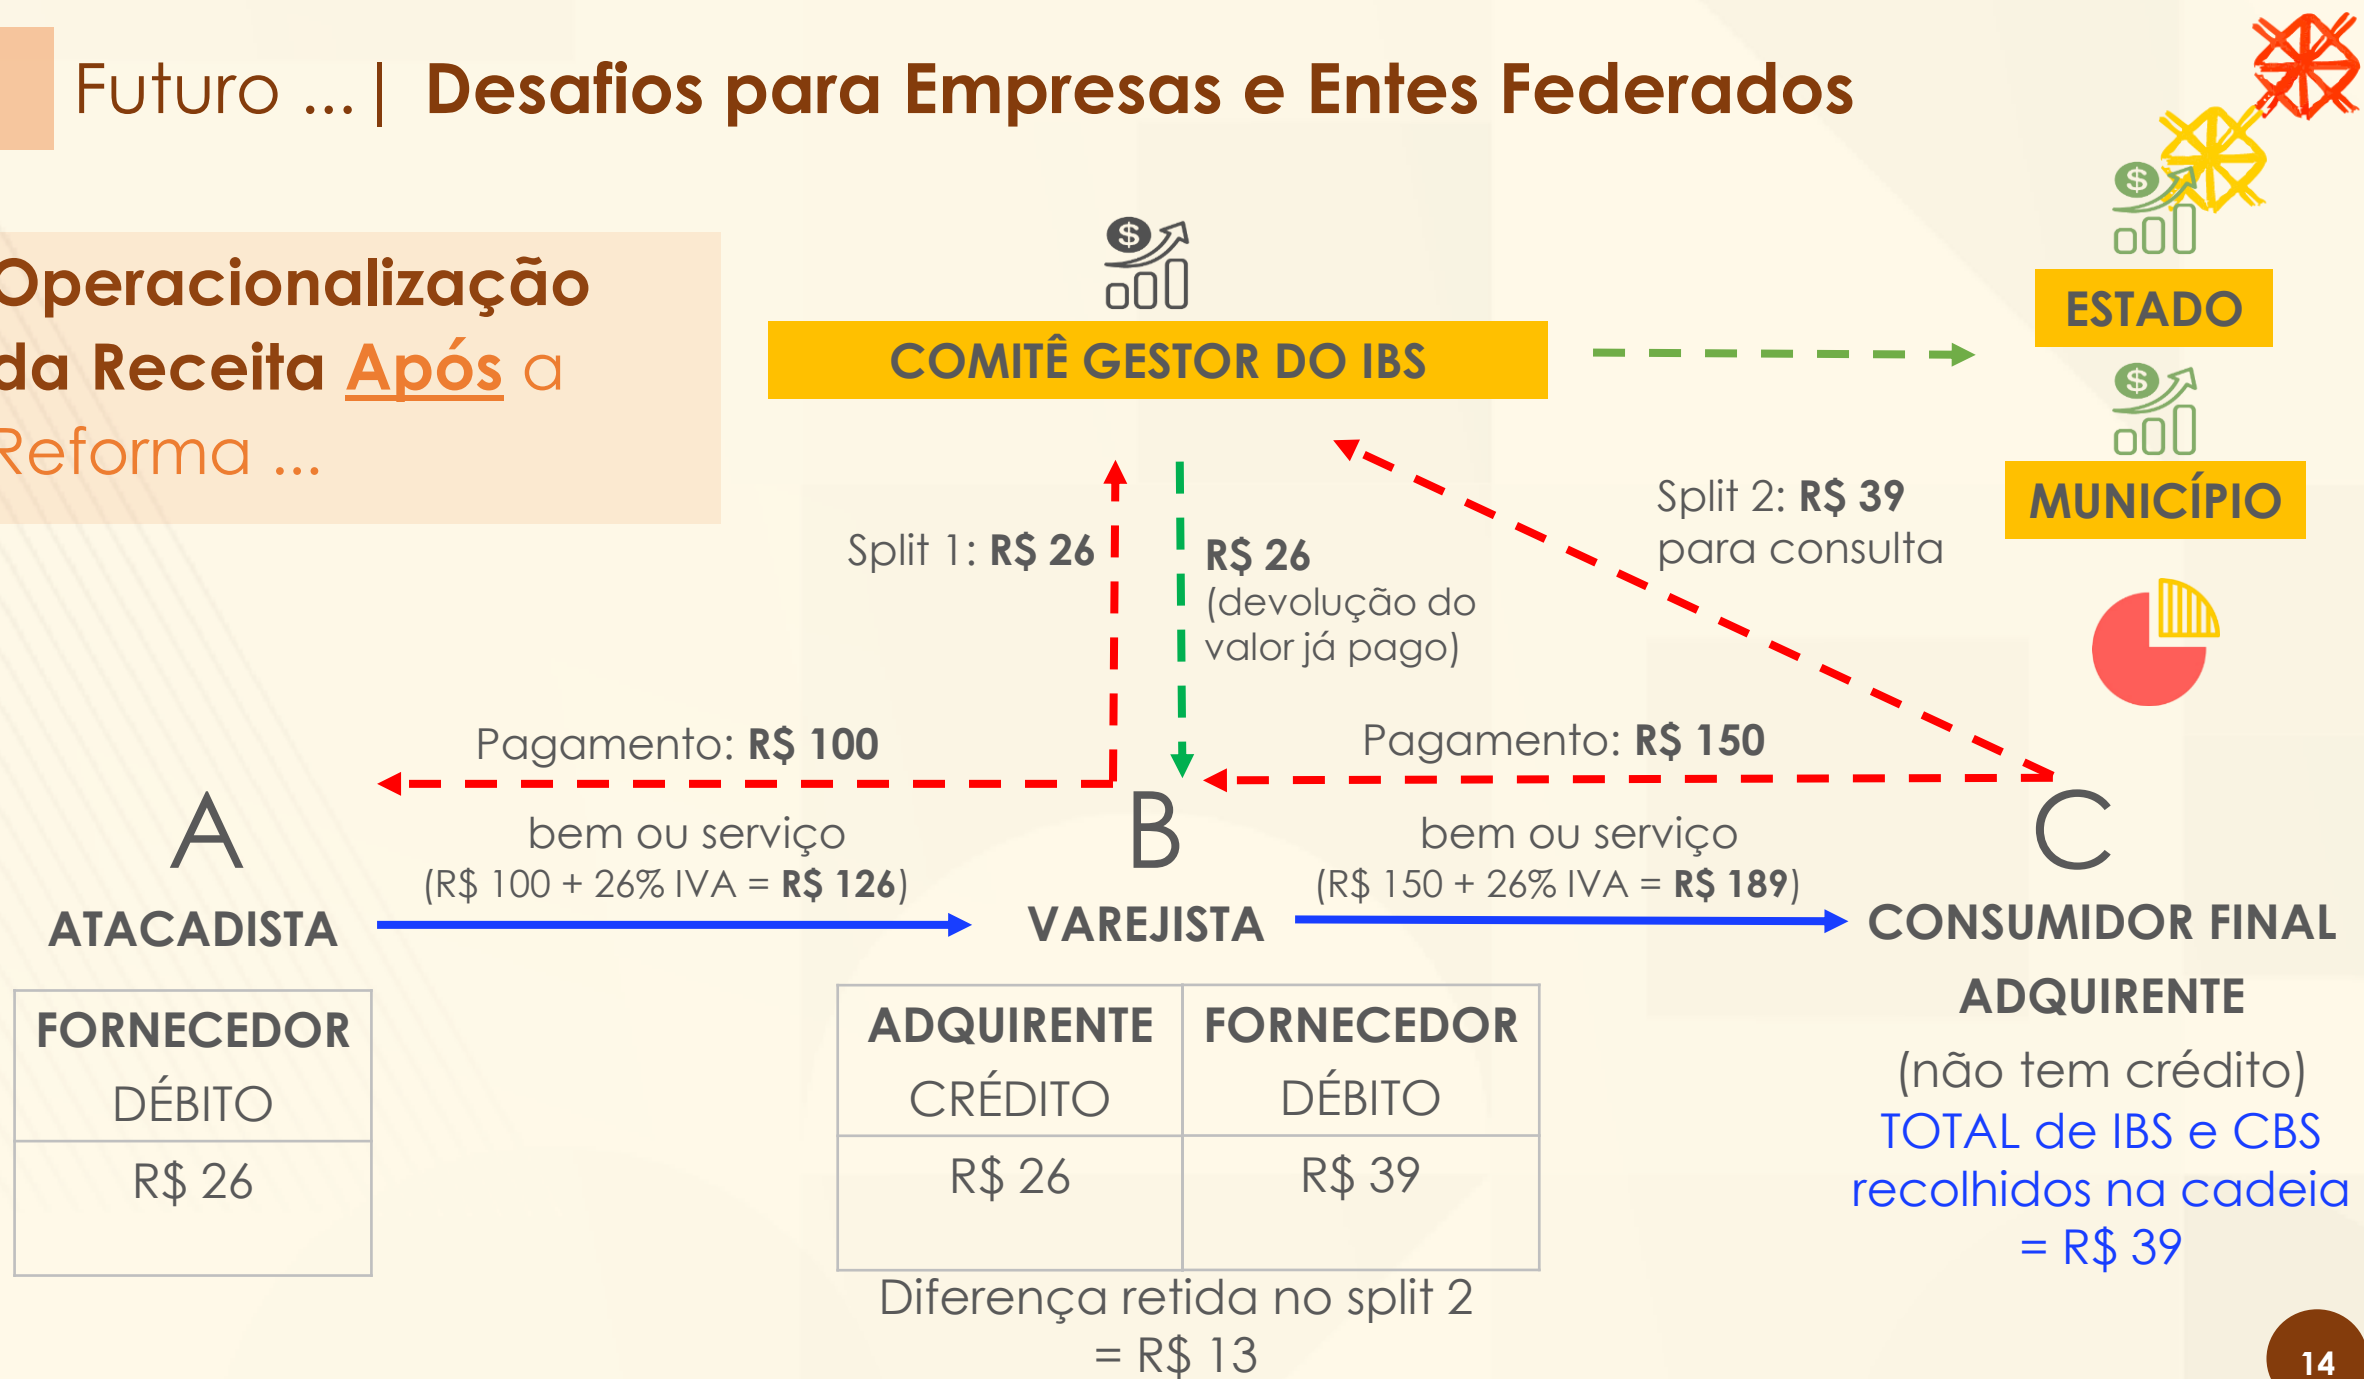 Futuro ... | Desafios para Empresas e Entes Federados
Operacionalização
da Receita Após a
Reforma ...
COMITÊ GESTOR DO IBS
ESTADO
MUNICÍPIO
Split 1: R$ 26
R$ 26
(devolução do
valor já pago)
Split 2: R$ 39
para consulta
Pagamento: R$ 100
Pagamento: R$ 150
A
bem ou serviço
(R$ 100 + 26% IVA = R$ 126)
ATACADISTA
B
bem ou serviço
(R$ 150 + 26% IVA = R$ 189)
VAREJISTA
C
CONSUMIDOR FINAL
ADQUIRENTE
(não tem crédito)
TOTAL de IBS e CBS
recolhidos na cadeia
= R$ 39
FORNECEDOR
DÉBITO
R$ 26
ADQUIRENTE
CRÉDITO
R$ 26
FORNECEDOR
DÉBITO
R$ 39
Diferença retida no split 2
= R$ 13
14